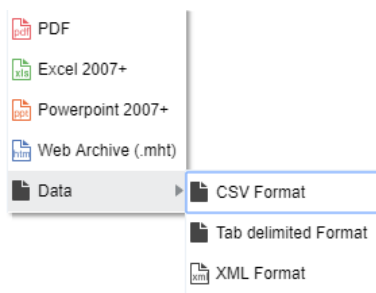 pdf PDF
xls Excel 2007+
ppt Powerpoint 2007+
htm Web Archive (.mht)
Data
CSV Format
Tab delimited Format
xml XML Format